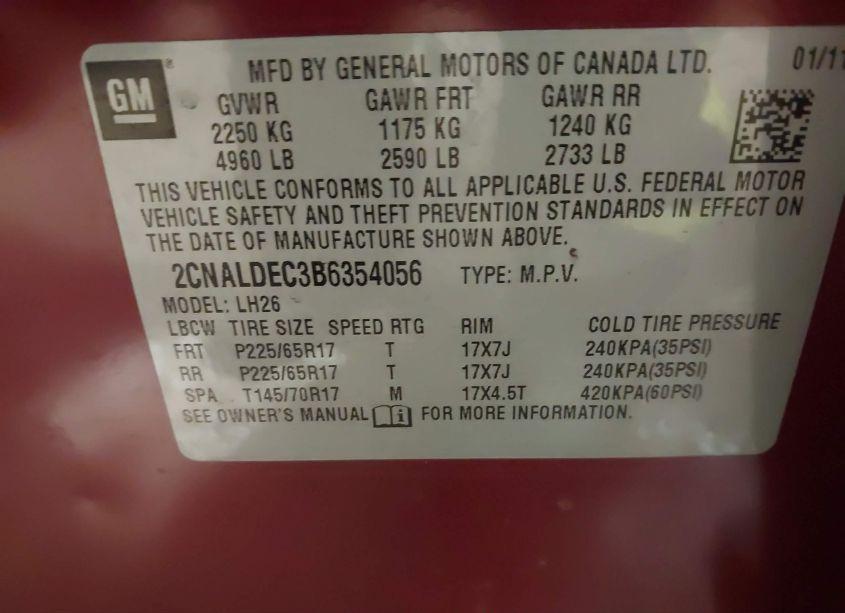 GM ® MFD BY GENERAL MOTORS OF CANADA LTD. 01/11
GVWR GAWR FRT GAWR RR
2250 KG 1175 KG 1240 KG
4960 LB 2590 LB 2733 LB
THIS VEHICLE CONFORMS TO ALL APPLICABLE U.S. FEDERAL MOTOR
VEHICLE SAFETY AND THEFT PREVENTION STANDARDS IN EFFECT ON
THE DATE OF MANUFACTURE SHOWN ABOVE.
2CNALDEC3B6354056 TYPE: M.P.V.
MODEL: LH26
LBCW TIRE SIZE SPEED RTG RIM COLD TIRE PRESSURE
FRT P225/65R17 T 17X7J 240KPA(35PSI)
RR P225/65R17 T 17X7J 240KPA(35PSI)
SPA T145/70R17 M 17X4.5T 420KPA(60PSI)
SEE OWNER'S MANUAL i FOR MORE INFORMATION.